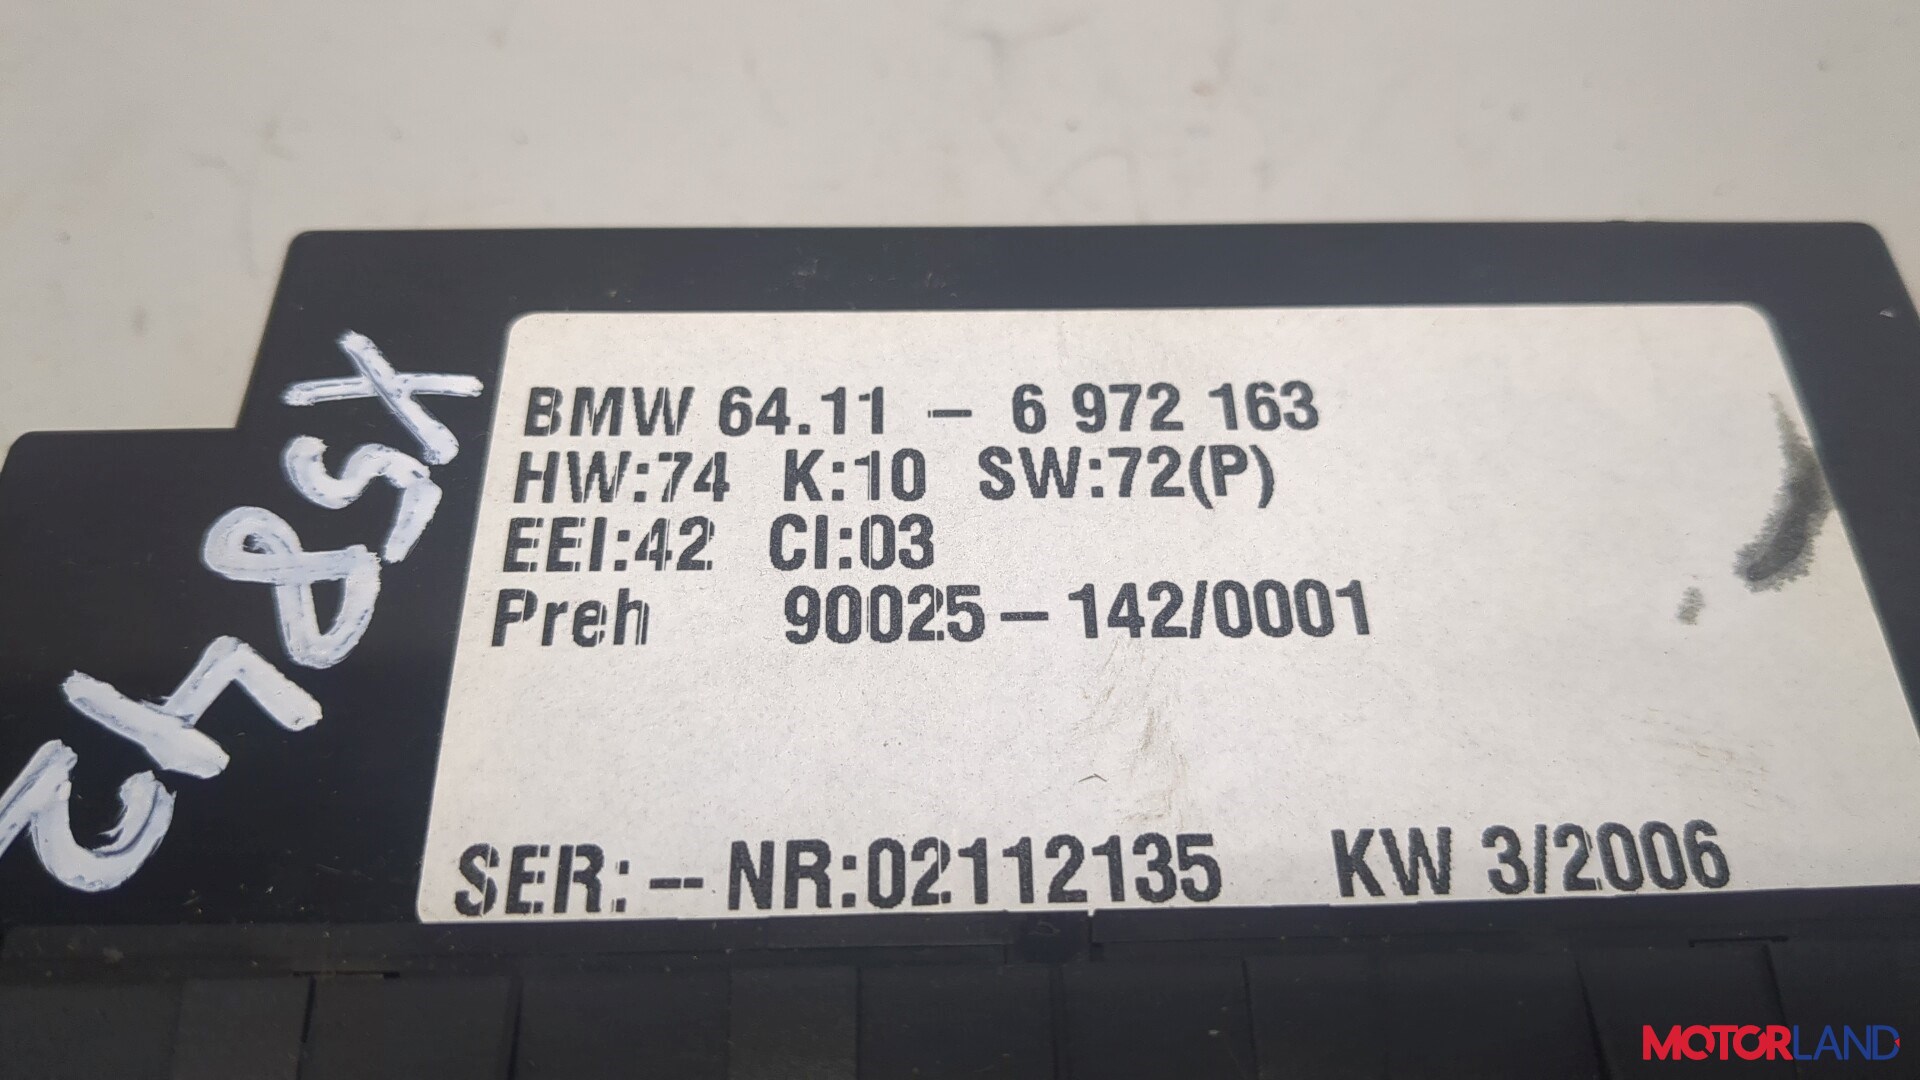 BMW 64.11 - 6 972 163
HW:74 K:10 SW:72(P)
EEI:42 CI:03
Preh 90025-142/0001
SER:-NR:02112135 KW 3/2006
MOTORLAND